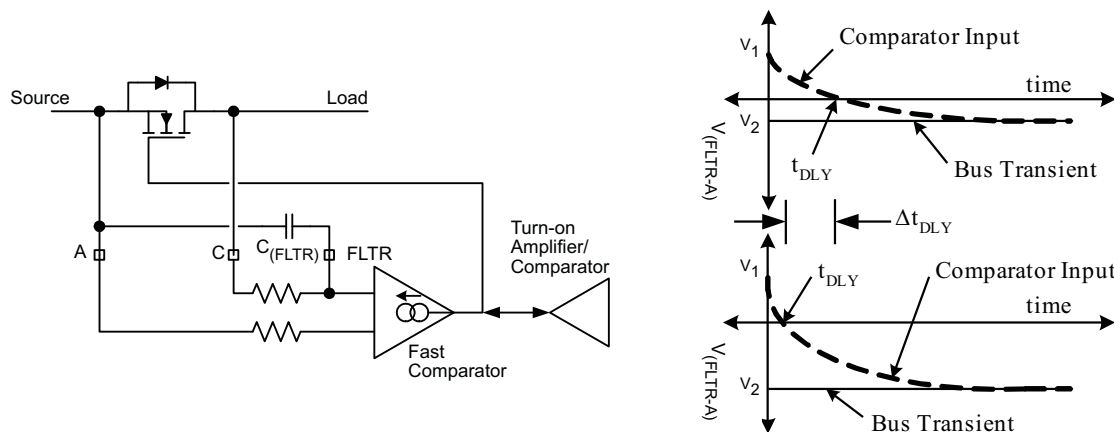 Source
Load
A
C
C(FLTR)
FLTR
Turn-on
Amplifier/
Comparator
Fast
Comparator
V1
Comparator Input
time
V2
V(FLTR-A)
tDLY
Bus Transient
ΔtDLY
V1
tDLY
Comparator Input
time
V(FLTR-A)
V2
Bus Transient